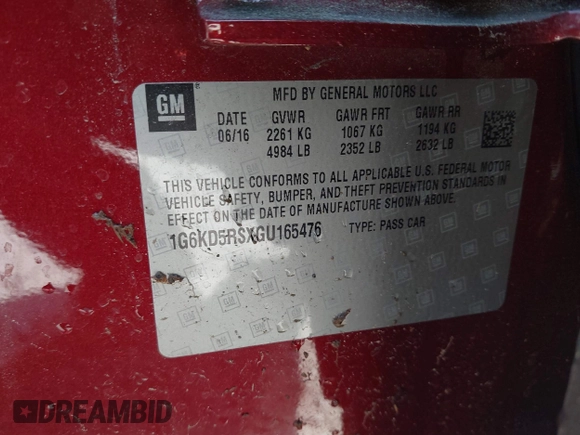 GM
MFD BY GENERAL MOTORS LLC
DATE GVWR GAWR FRT GAWR RR
06/16 2261 KG 1067 KG 1194 KG
4984 LB 2352 LB 2632 LB
THIS VEHICLE CONFORMS TO ALL APPLICABLE U.S. FEDERAL MOTOR
VEHICLE SAFETY, BUMPER, AND THEFT PREVENTION STANDARDS IN
EFFECT ON THE DATE OF MANUFACTURE SHOWN ABOVE.
1G6KD5RSXGU165476 TYPE: PASS CAR
DREAMBID